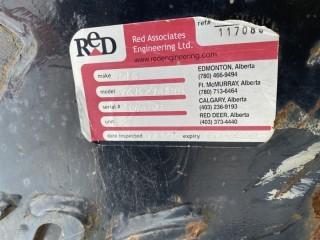 ref#
117086
ReD
Red Associates
Engineering Ltd.
www.redengineering.com
make
model
serial #
unit
date inspected
expiry
EDMONTON, Alberta
(780) 466-9494
Ft. McMURRAY, Alberta
(780) 713-6464
CALGARY, Alberta
(403) 236-9193
RED DEER, Alberta
(403) 373-4440